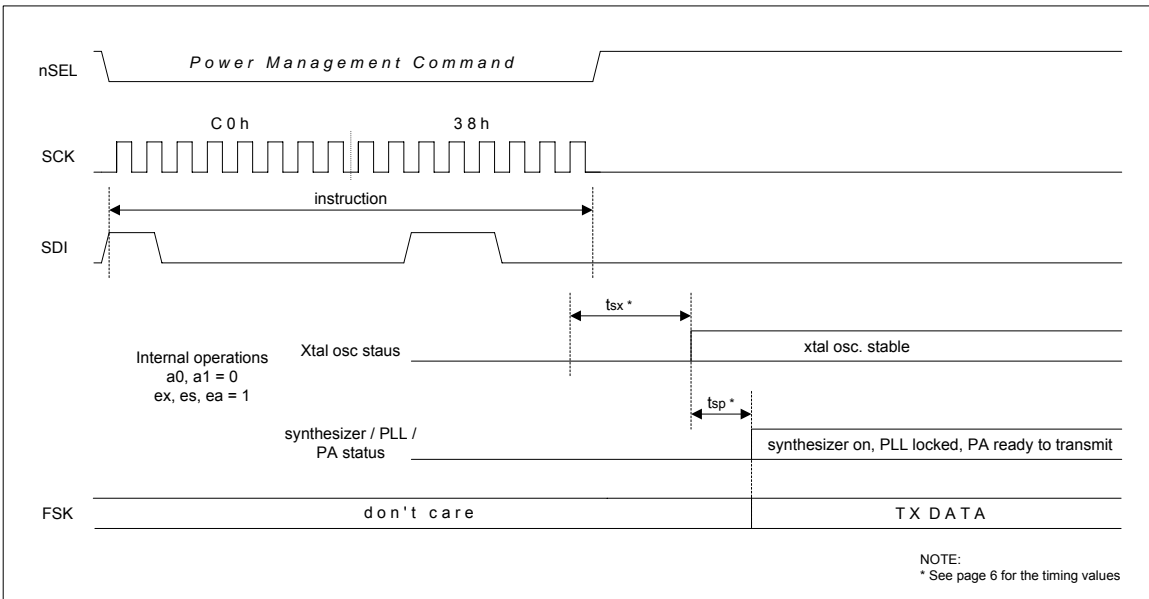 nSEL
Power Management Command
C0h
38h
SCK
instruction
SDI
tsx *
Xtal osc staus
xtal osc. stable
Internal operations
a0, a1 = 0
ex, es, ea = 1
tsp *
synthesizer / PLL /
PA status
synthesizer on, PLL locked, PA ready to transmit
FSK
don't care
TX DATA
NOTE:
* See page 6 for the timing values